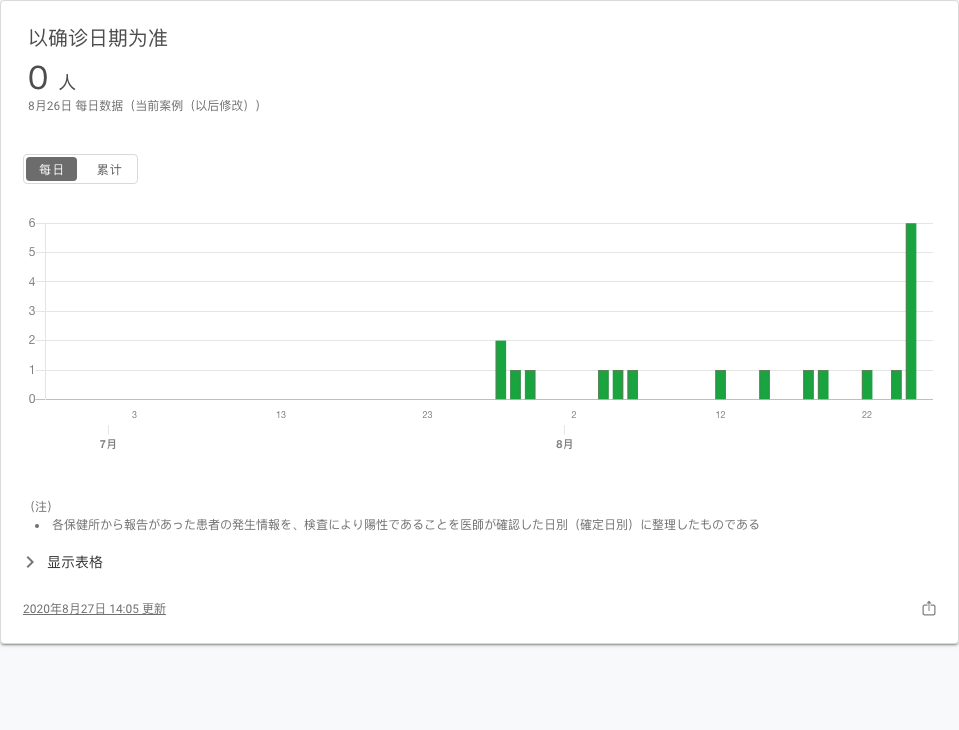 以确诊日期为准
0 人
8月26日 每日数据（当前案例（以后修改））
每日 累计
6
5
4
3
2
1
0
3 13 23 2 12 22
7月 8月
（注）
• 各保健所から報告があった患者の発生情報を、検査により陽性であることを医師が確認した日別（確定日別）に整理したものである
显示表格
2020年8月27日 14:05 更新